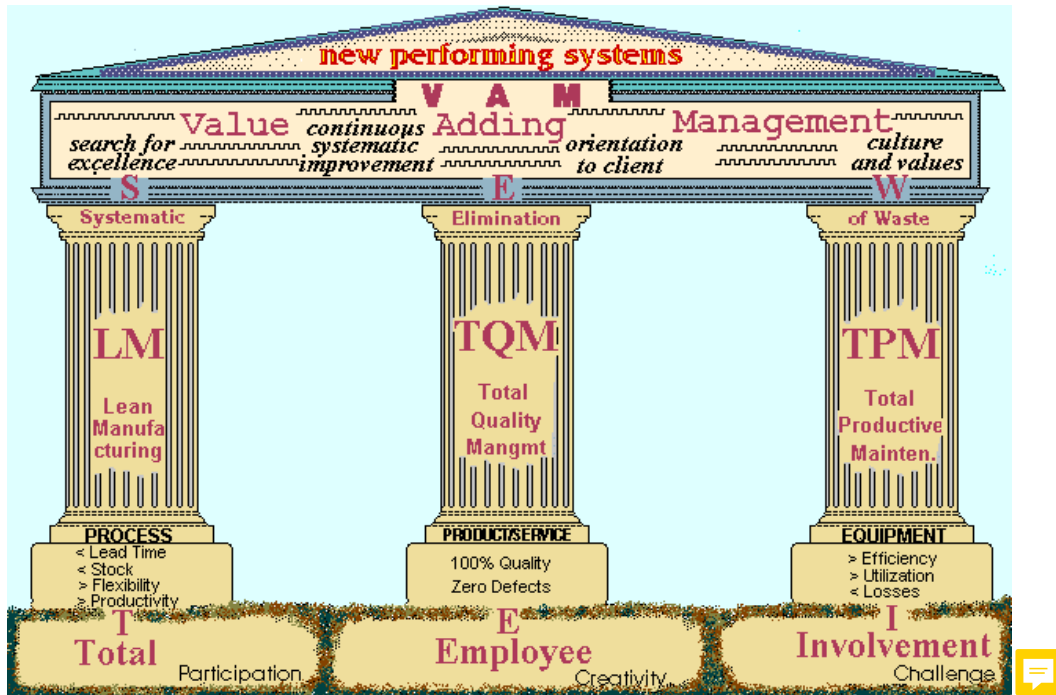 new performing systems
V A M
Value Adding Management
search for excellence
continuous systematic improvement
orientation to client
culture and values
S E W
Systematic Elimination of Waste
LM
Lean
Manufa
cturing
PROCESS
< Lead Time
< Stock
> Flexibility
> Productivity
TQM
Total
Quality
Mangmt
PRODUCT/SERVICE
100% Quality
Zero Defects
TPM
Total
Productive
Mainten.
EQUIPMENT
> Efficiency
> Utilization
< Losses
T E I
Total Employee Involvement
Participation
Creativity
Challenge